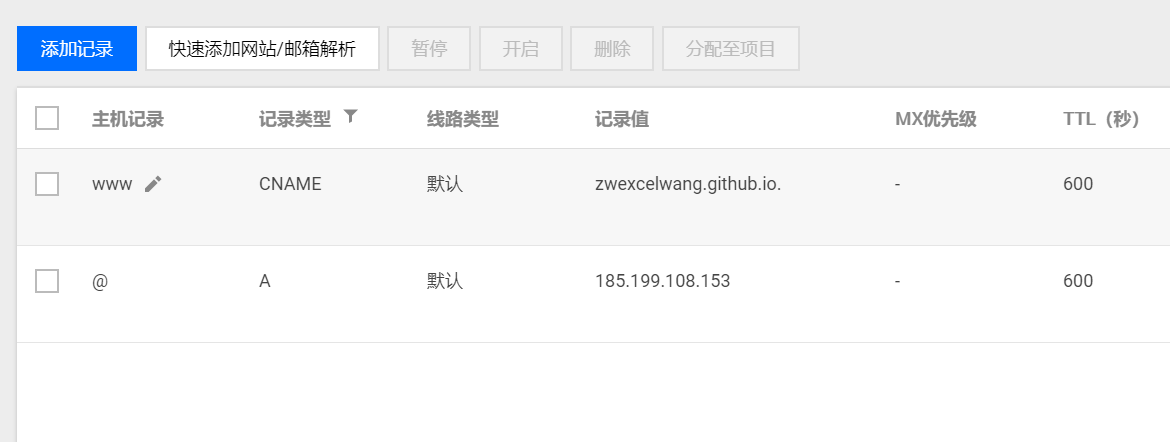 添加记录 快速添加网站/邮箱解析 暂停 开启 删除 分配至项目
主机记录 记录类型 线路类型 记录值 MX优先级 TTL（秒）
www CNAME 默认 zwexcelwang.github.io. - 600
@ A 默认 185.199.108.153 - 600